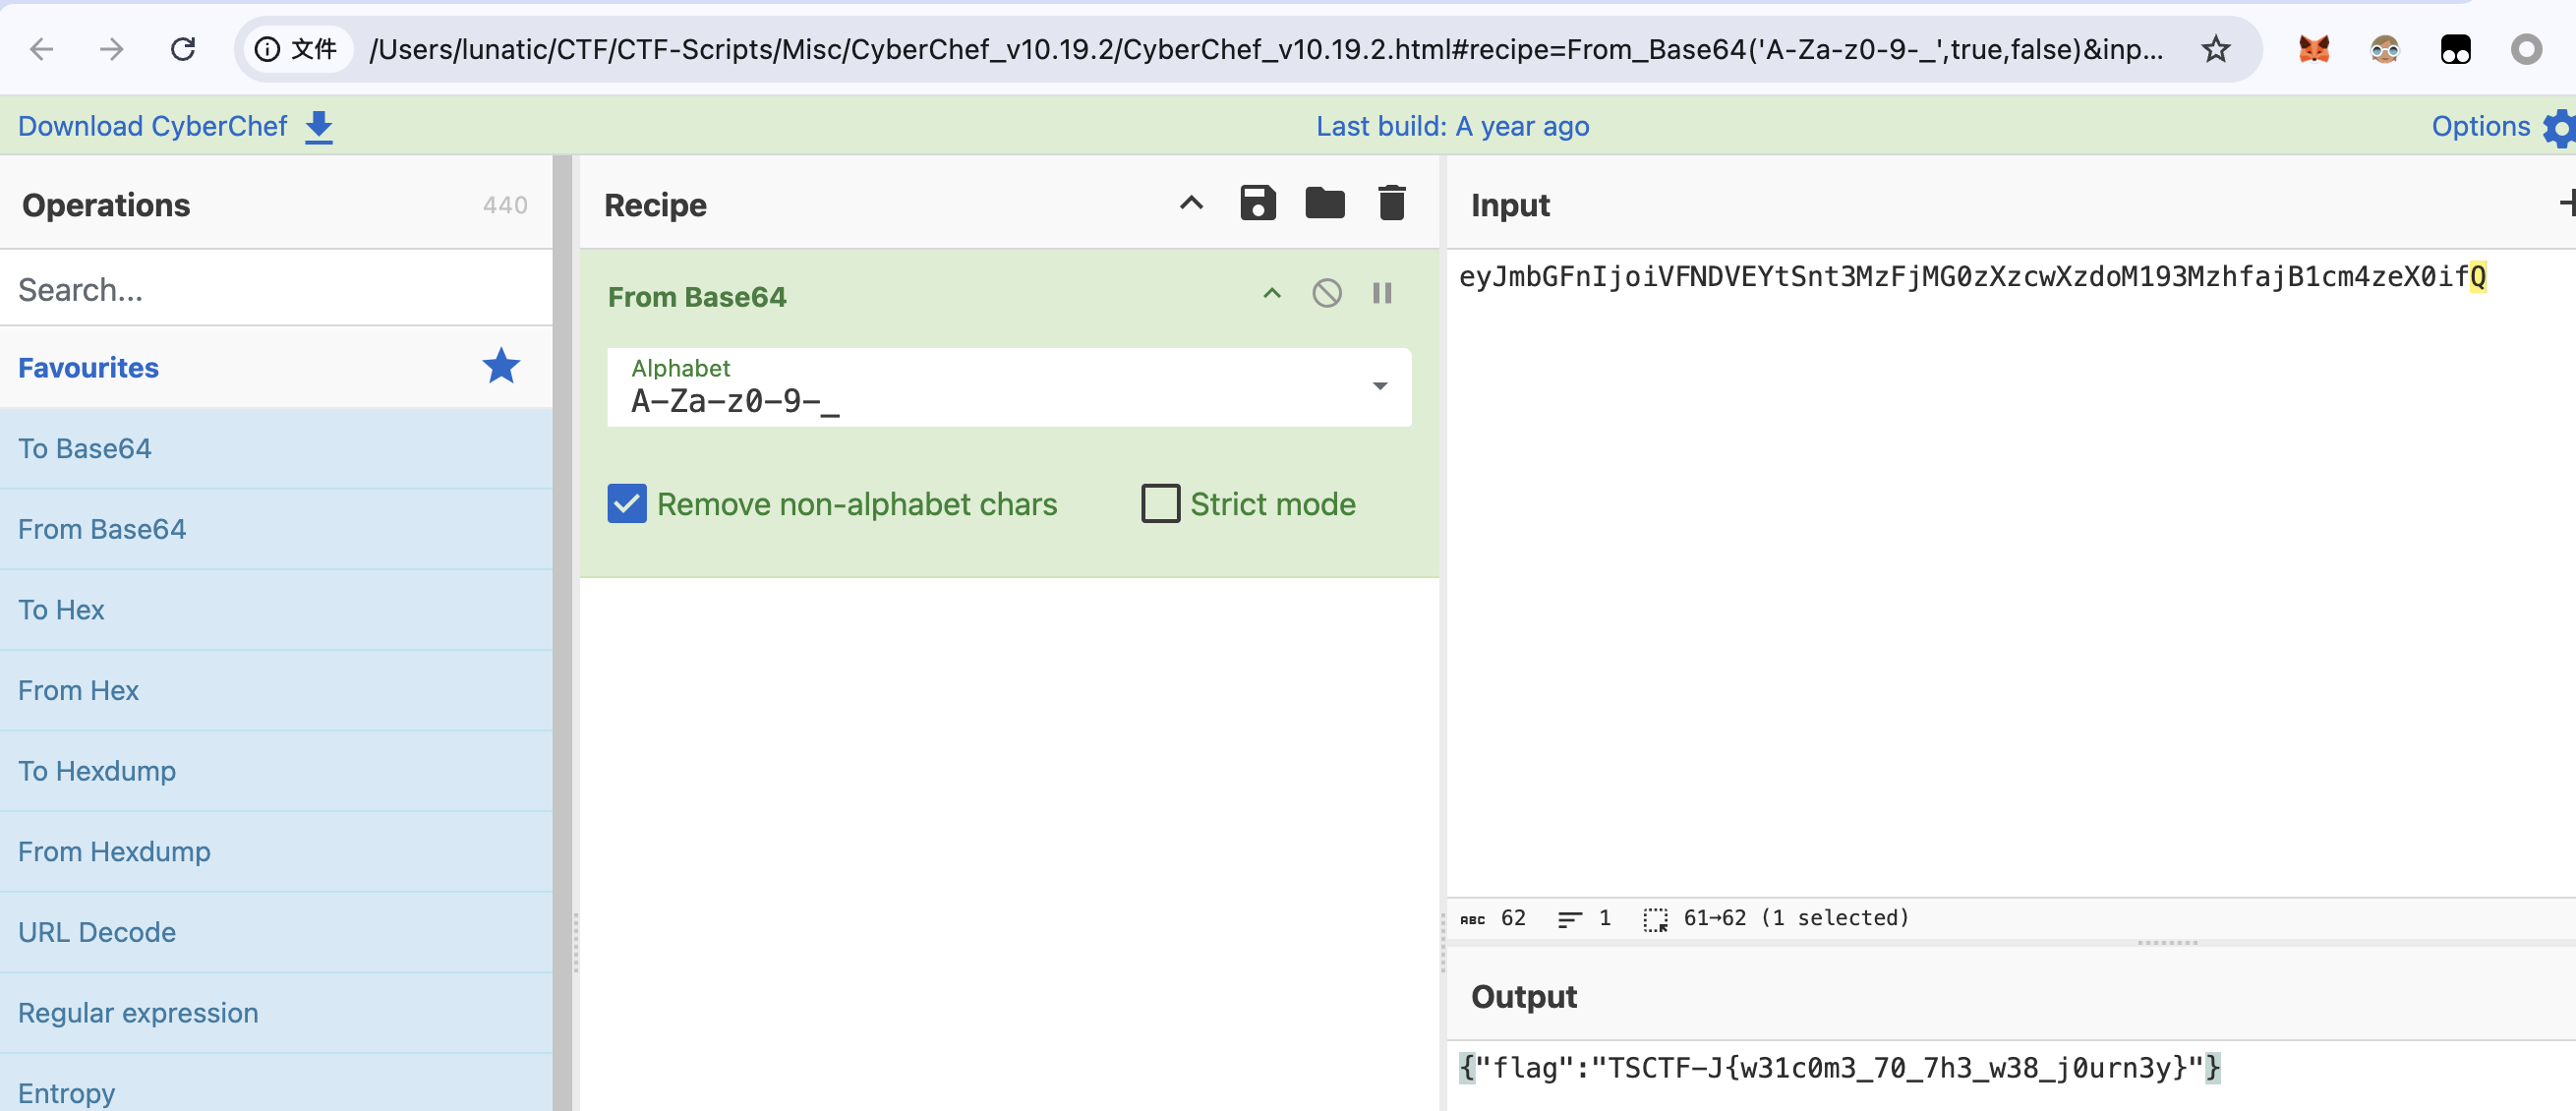 文件 /Users/lunatic/CTF/CTF-Scripts/Misc/CyberChef_v10.19.2/CyberChef_v10.19.2.html#recipe=From_Base64('A-Za-z0-9-_',true,false)&inp...
Download CyberChef
Last build: A year ago
Options
Operations
440
Search...
Favourites
To Base64
From Base64
To Hex
From Hex
To Hexdump
From Hexdump
URL Decode
Regular expression
Entropy
Recipe
From Base64
Alphabet
A-Za-z0-9-_
Remove non-alphabet chars
Strict mode
Input
eyJmbGFnIjoiVFNDVEYtSnt3MzFjMG0zXzcwXzdoM193MzhfajB1cm4zeX0ifQ
ABC 62 1 61→62 (1 selected)
Output
{"flag":"TSCTF-J{w31c0m3_70_7h3_w38_j0urn3y}"}